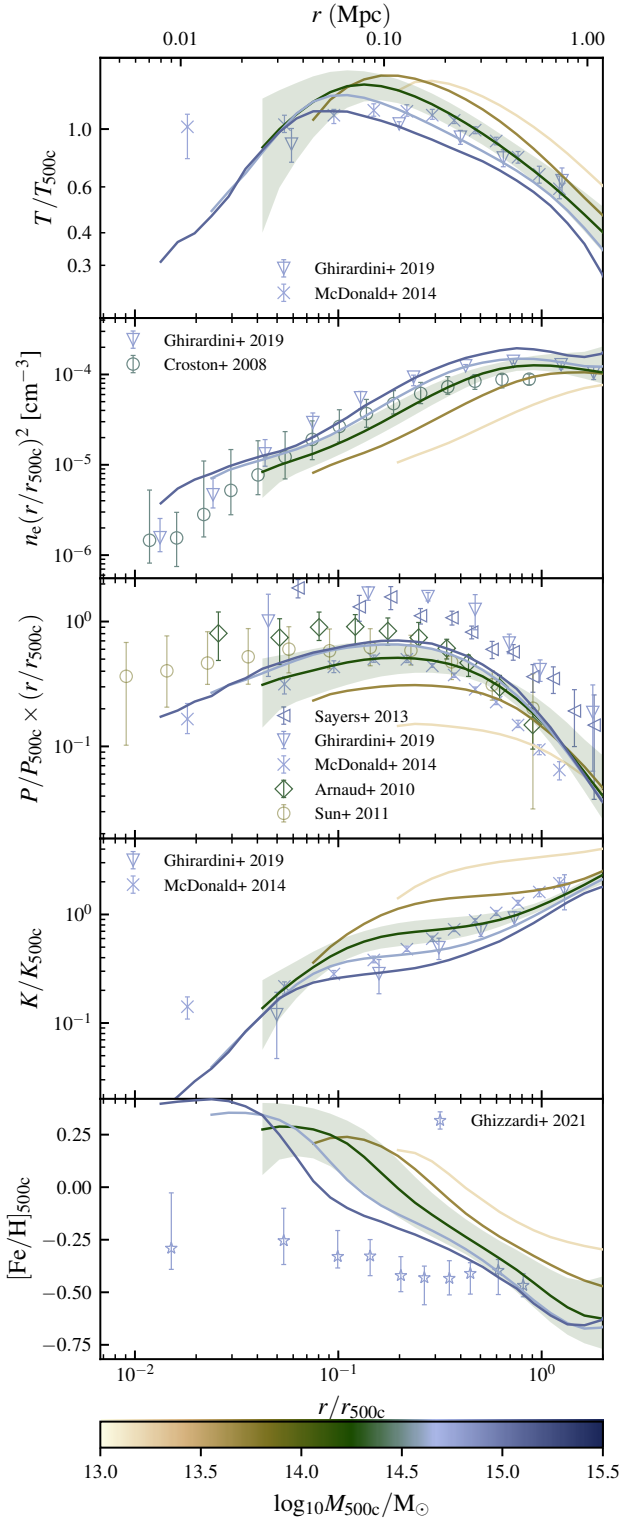 r (Mpc)
0.01 0.10 1.00
T/T500c
1.0
0.6
0.4
0.3
Ghirardini+ 2019
McDonald+ 2014
ne(r/r500c)² [cm⁻³]
10⁻⁴
10⁻⁵
10⁻⁶
Ghirardini+ 2019
Croston+ 2008
P/P500c × (r/r500c)
10⁰
10⁻¹
Sayers+ 2013
Ghirardini+ 2019
McDonald+ 2014
Arnaud+ 2010
Sun+ 2011
K/K500c
10⁰
10⁻¹
Ghirardini+ 2019
McDonald+ 2014
[Fe/H]500c
0.25
0.00
−0.25
−0.50
−0.75
Ghizzardi+ 2021
10⁻² 10⁻¹ 10⁰
r/r500c
13.0 13.5 14.0 14.5 15.0 15.5
log10M500c/M⊙